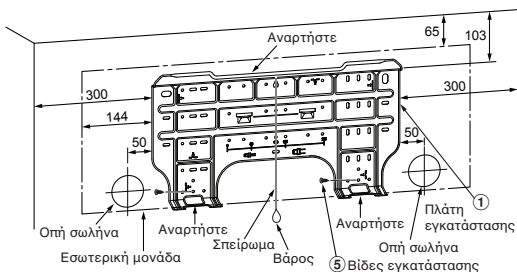 65
103
Αναρτήστε
300
300
144
50
50
① Πλάτη
εγκατάστασης
Οπή σωλήνα
Εσωτερική μονάδα
Αναρτήστε
Σπείρωμα
Βάρος
Αναρτήστε
Οπή σωλήνα
⑤ Βίδες εγκατάστασης